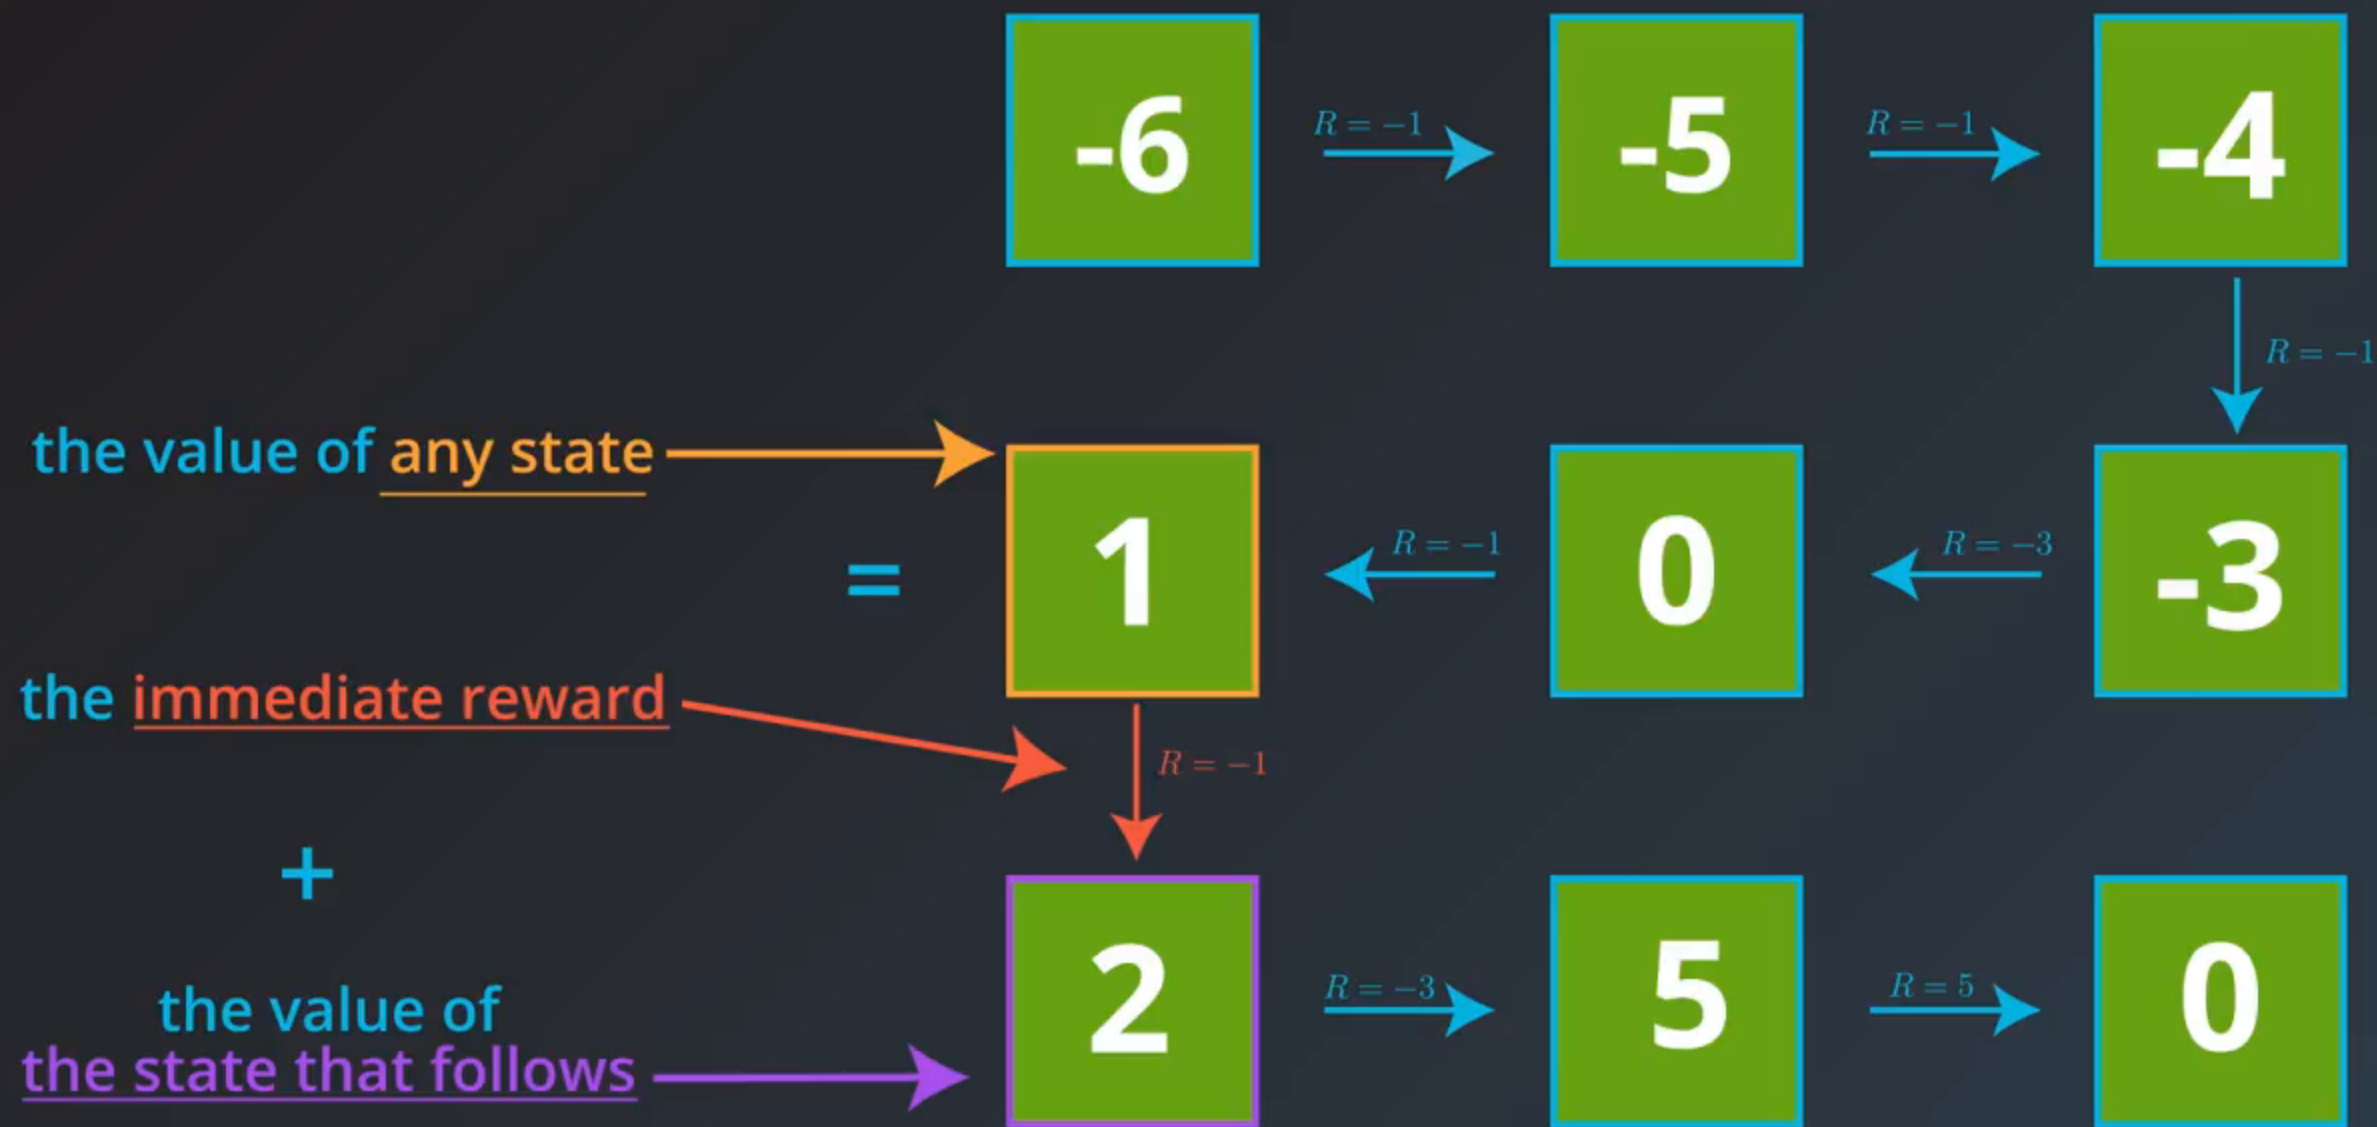 -6 R = −1 -5 R = −1 -4
R = −1
the value of any state
= 1 R = −1 0 R = −3 -3
the immediate reward
R = −1
+
the value of
the state that follows
2 R = −3 5 R = 5 0